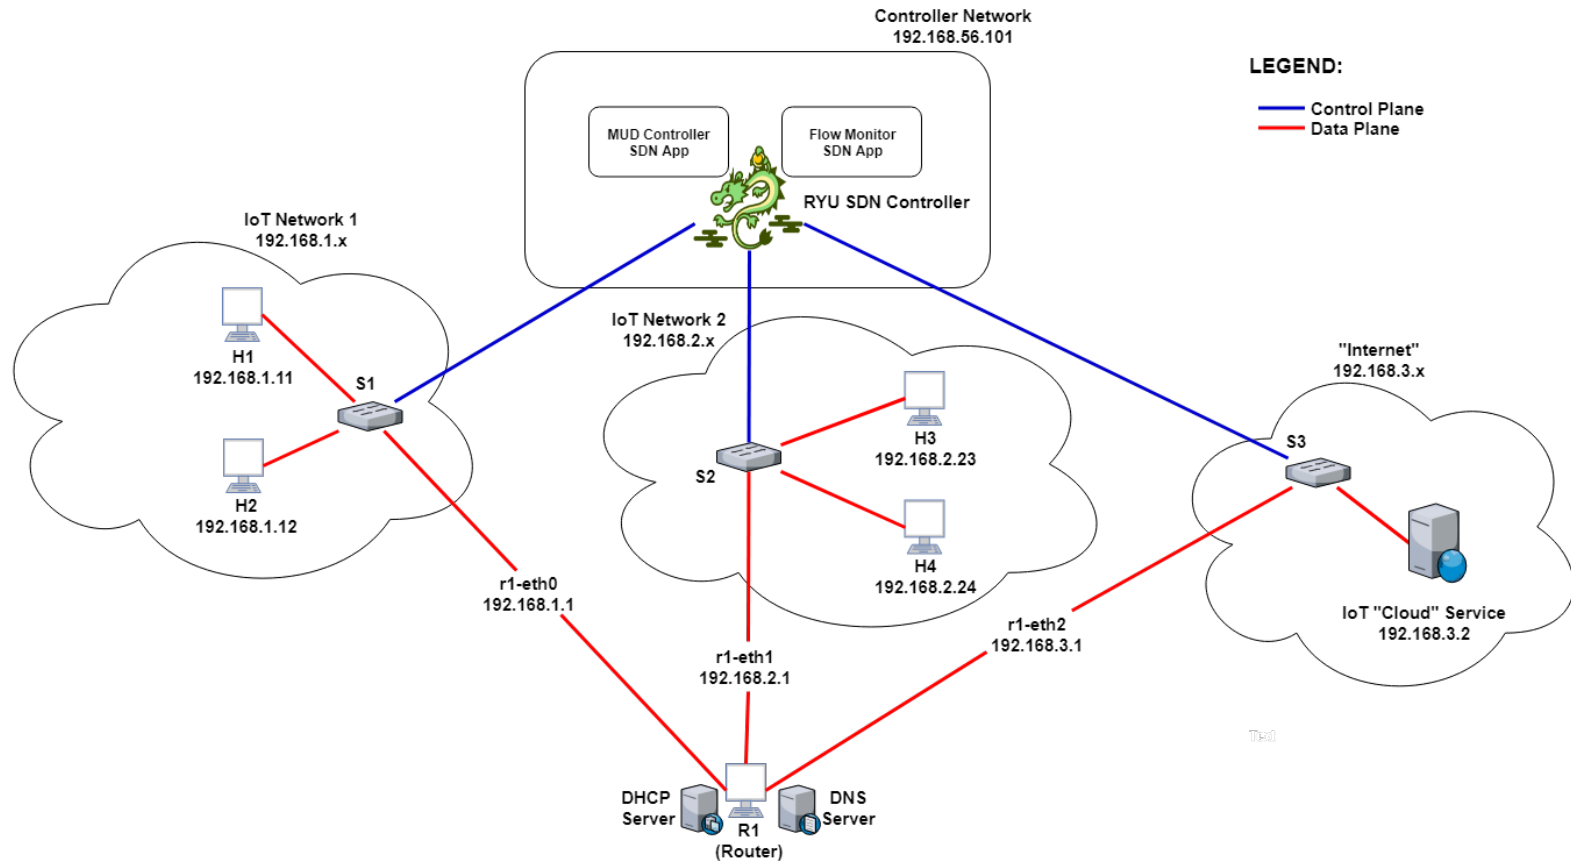 Controller Network
192.168.56.101
LEGEND:
Control Plane
Data Plane
MUD Controller
SDN App
Flow Monitor
SDN App
RYU SDN Controller
IoT Network 1
192.168.1.x
H1
192.168.1.11
S1
H2
192.168.1.12
IoT Network 2
192.168.2.x
H3
192.168.2.23
S2
H4
192.168.2.24
"Internet"
192.168.3.x
S3
IoT "Cloud" Service
192.168.3.2
r1-eth0
192.168.1.1
r1-eth1
192.168.2.1
r1-eth2
192.168.3.1
DHCP
Server
R1
(Router)
DNS
Server